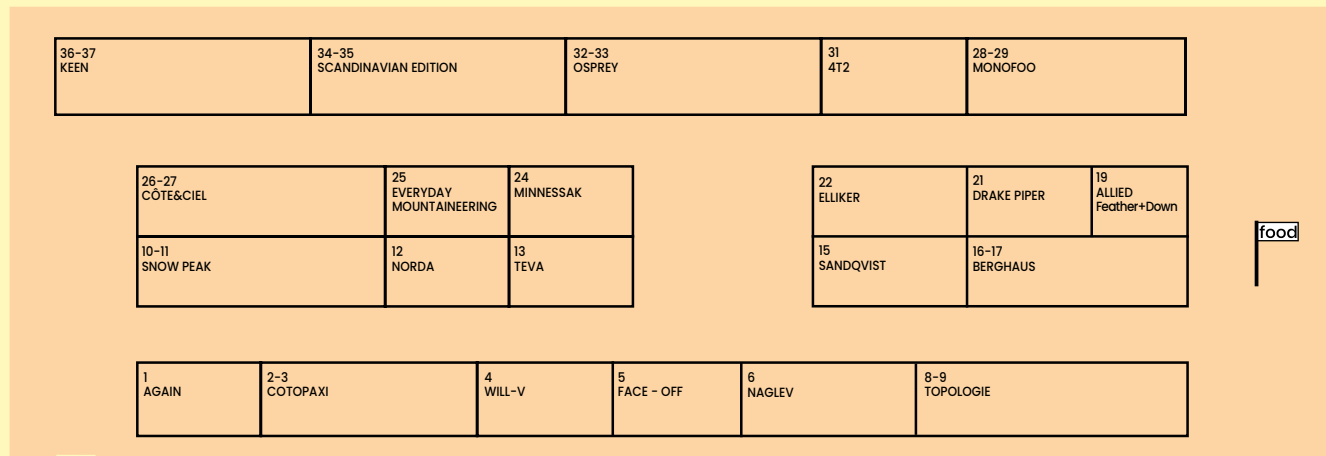 36-37
KEEN
34-35
SCANDINAVIAN EDITION
32-33
OSPREY
31
4T2
28-29
MONOFOO
26-27
CÔTE&CIEL
25
EVERYDAY
MOUNTAINEERING
24
MINNESSAK
22
ELLIKER
21
DRAKE PIPER
19
ALLIED
Feather+Down
food
10-11
SNOW PEAK
12
NORDA
13
TEVA
15
SANDQVIST
16-17
BERGHAUS
1
AGAIN
2-3
COTOPAXI
4
WILL-V
5
FACE - OFF
6
NAGLEV
8-9
TOPOLOGIE